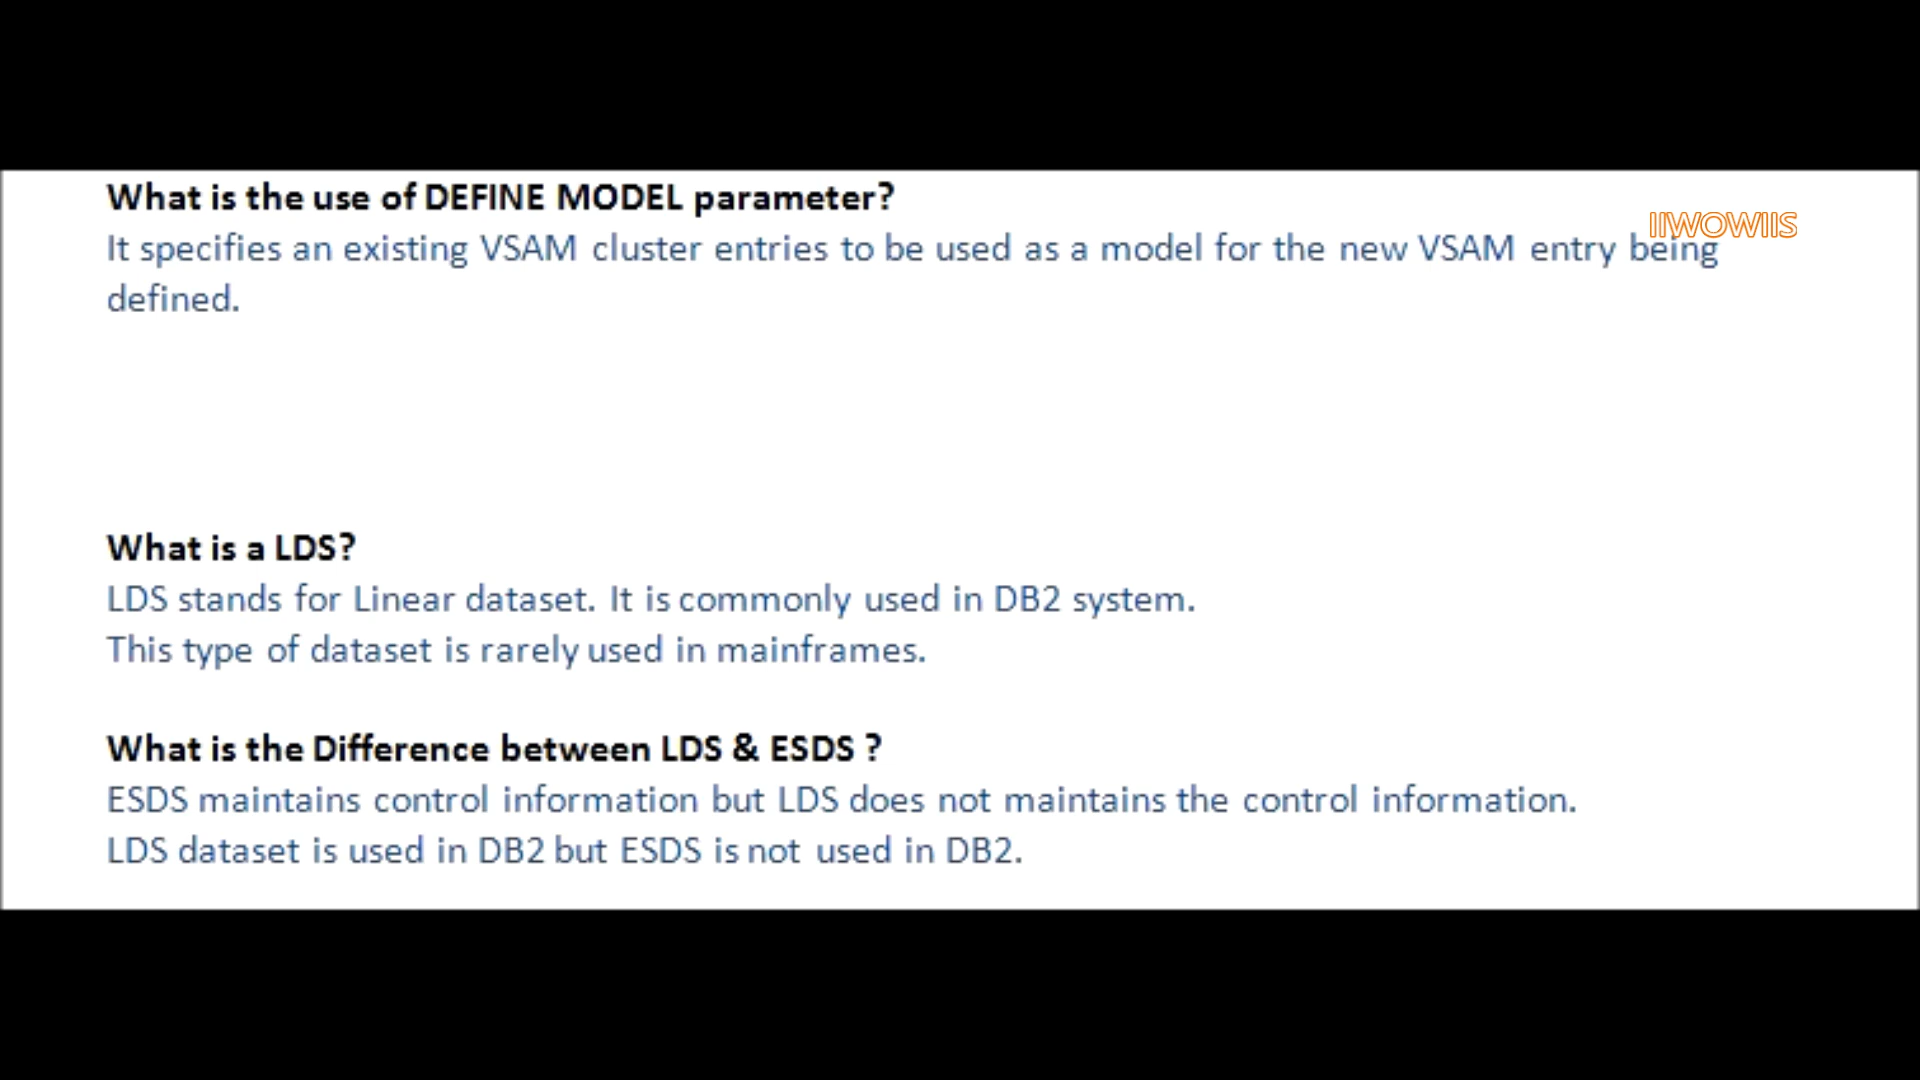 What is the use of DEFINE MODEL parameter?
IIWOWIIS
It specifies an existing VSAM cluster entries to be used as a model for the new VSAM entry being
defined.
What is a LDS?
LDS stands for Linear dataset. It is commonly used in DB2 system.
This type of dataset is rarely used in mainframes.
What is the Difference between LDS & ESDS ?
ESDS maintains control information but LDS does not maintains the control information.
LDS dataset is used in DB2 but ESDS is not used in DB2.